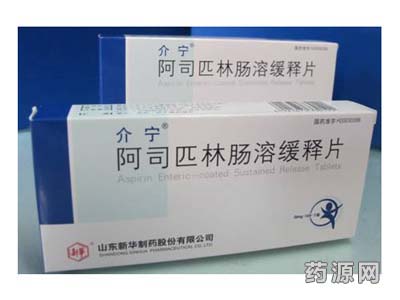 介宁®
阿司匹林肠溶缓释片
介宁®
阿司匹林肠溶缓释片
Aspirin Enteric-coated Sustained Release Tablets
新华
山东新华制药股份有限公司
SHANDONG XINHUA PHARMACEUTICAL CO., LTD.
药源网